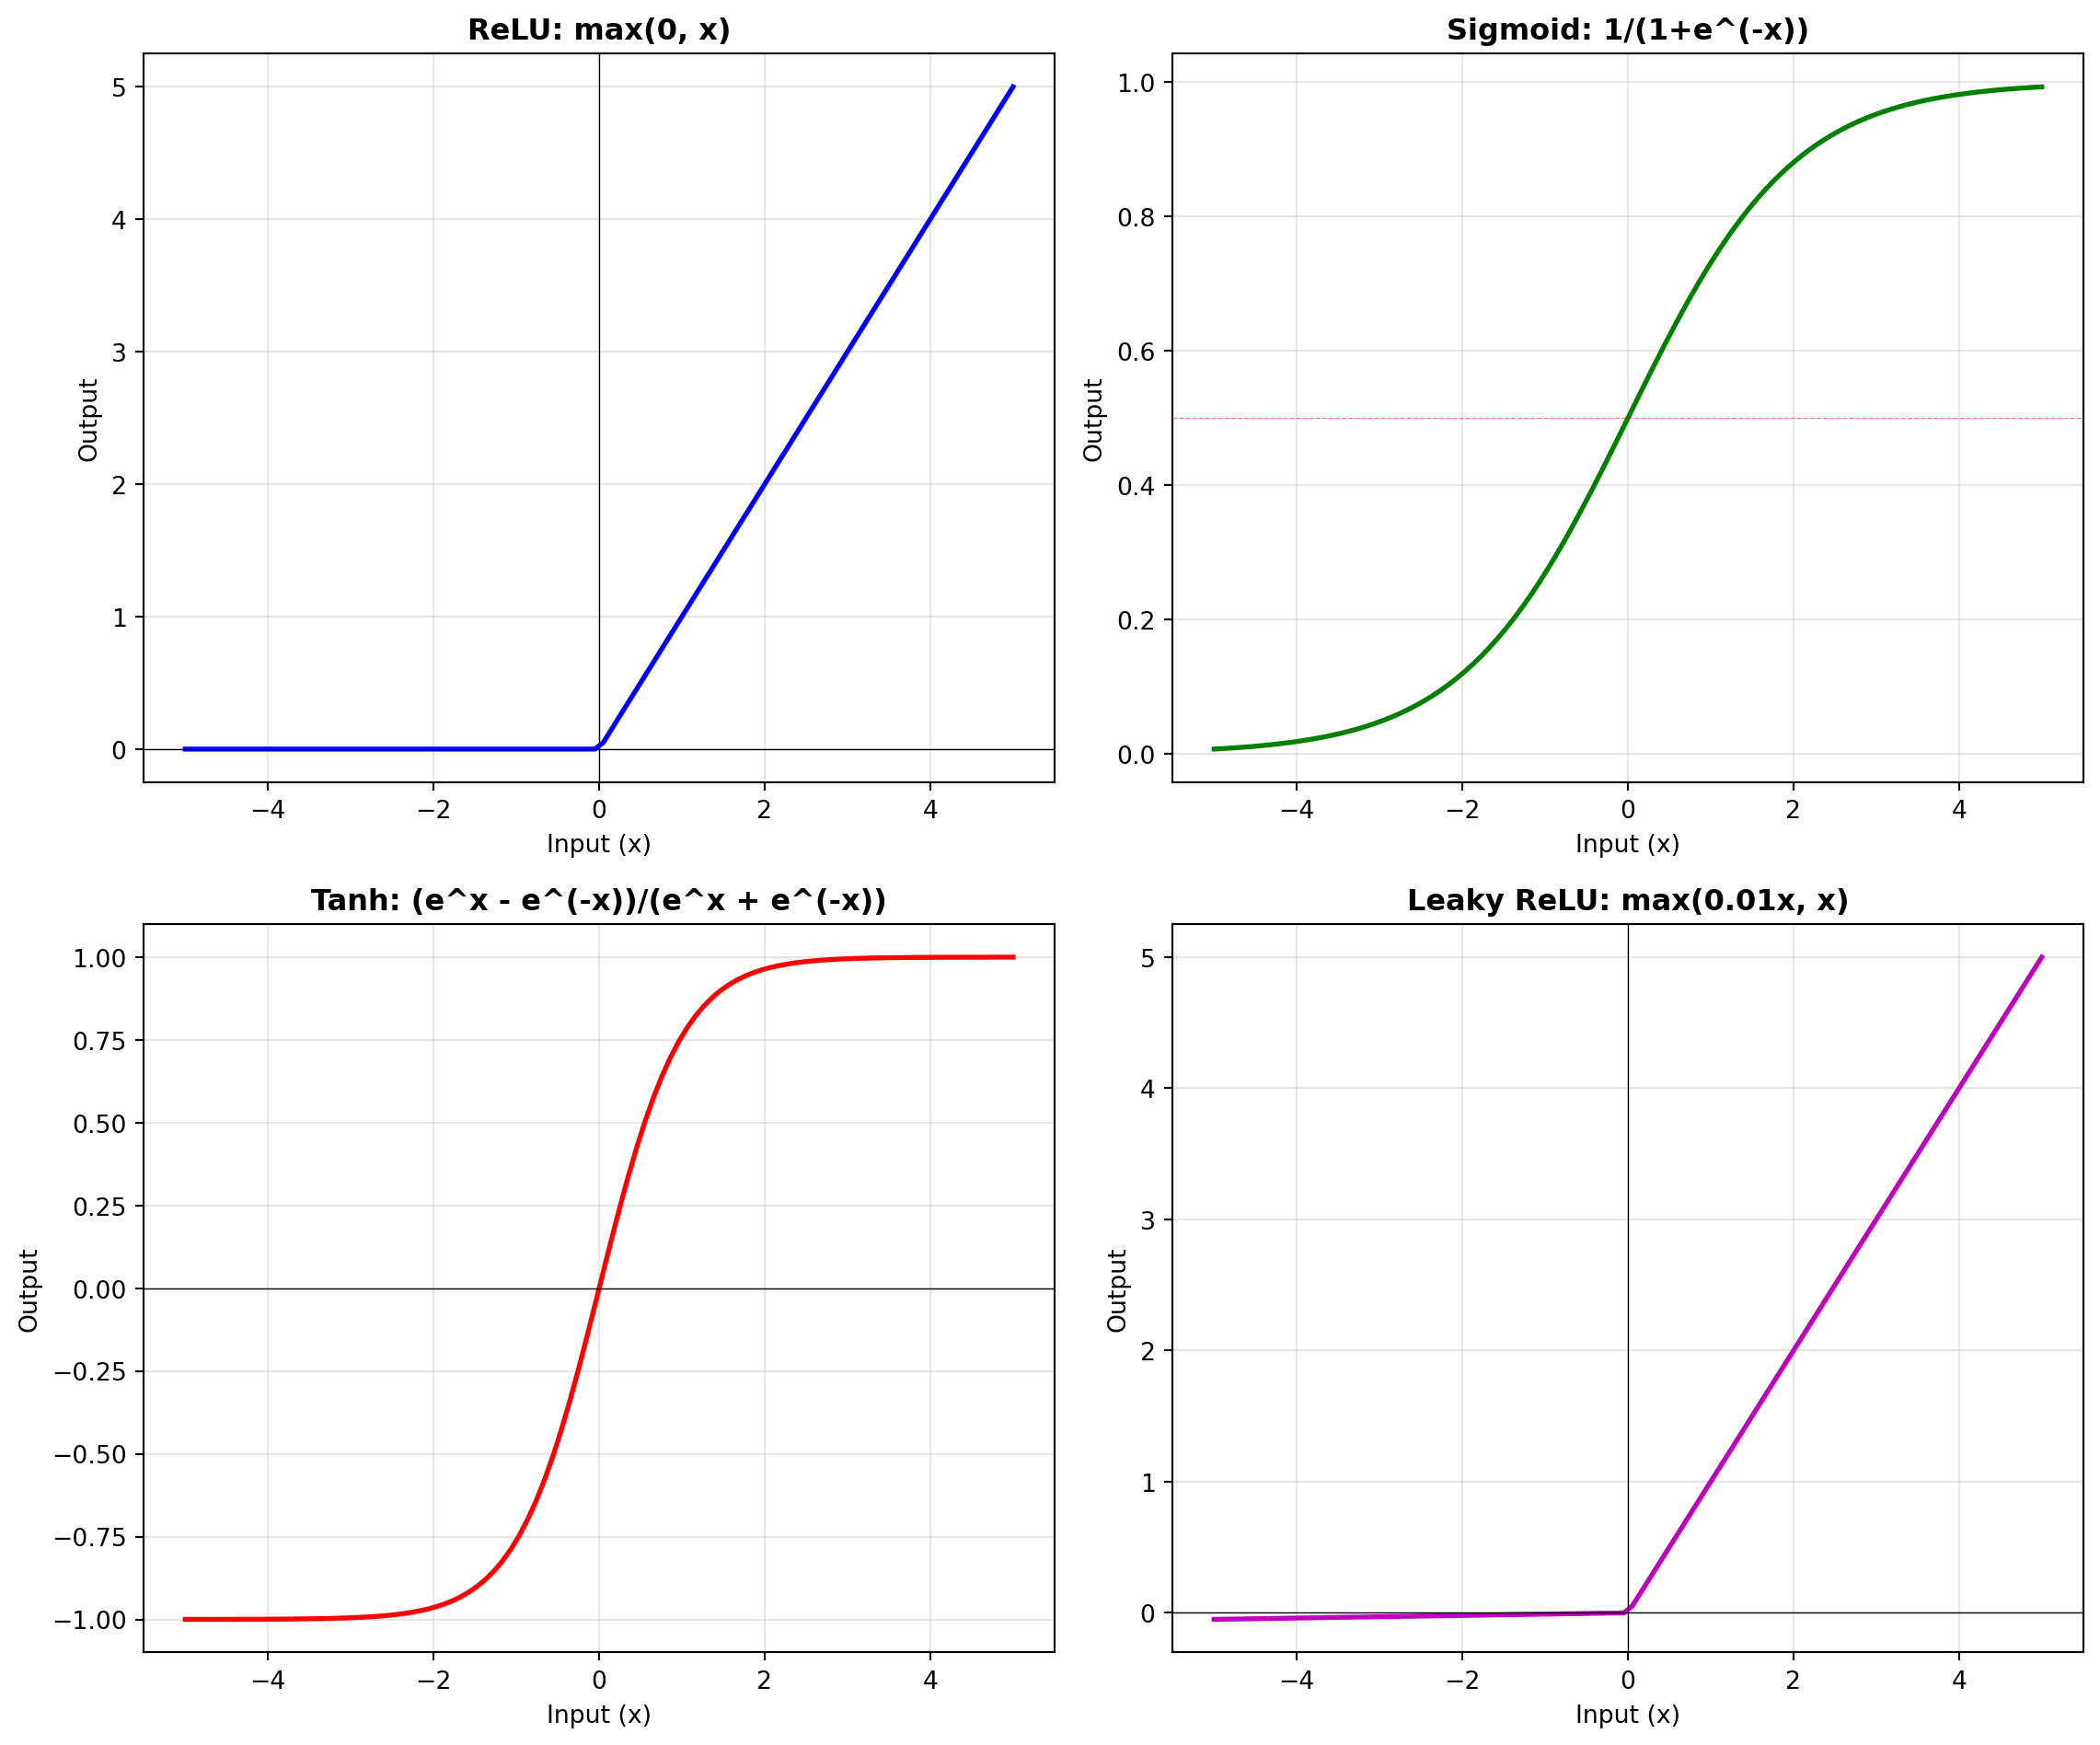 ReLU: max(0, x)
5
4
3
2
1
0
Output
−4 −2 0 2 4
Input (x)
Sigmoid: 1/(1+e^(-x))
1.0
0.8
0.6
0.4
0.2
0.0
Output
−4 −2 0 2 4
Input (x)
Tanh: (e^x - e^(-x))/(e^x + e^(-x))
1.00
0.75
0.50
0.25
0.00
−0.25
−0.50
−0.75
−1.00
Output
−4 −2 0 2 4
Input (x)
Leaky ReLU: max(0.01x, x)
5
4
3
2
1
0
Output
−4 −2 0 2 4
Input (x)